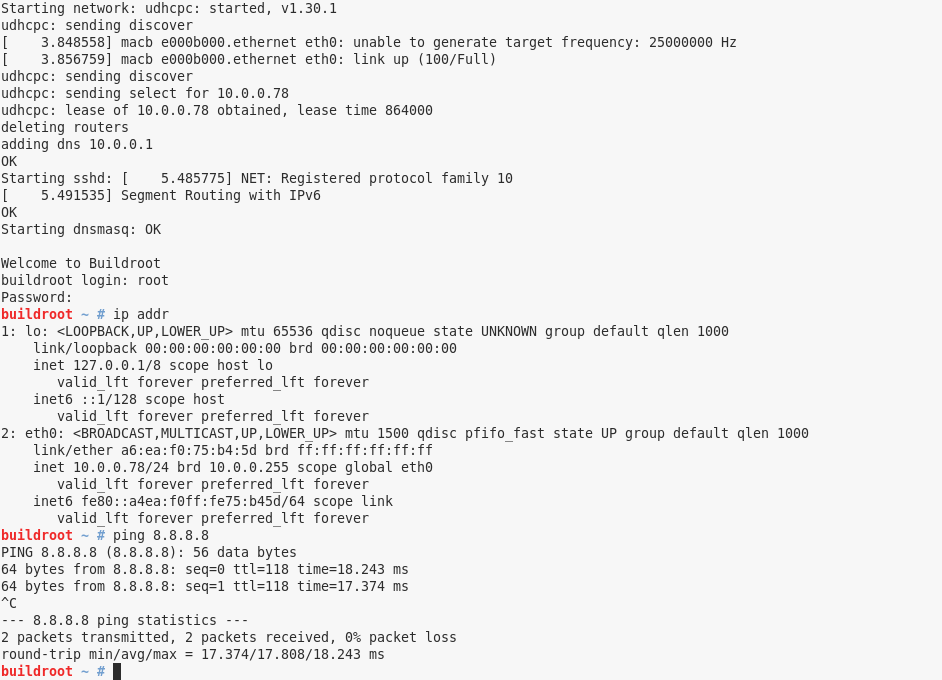 Starting network: udhcpc: started, v1.30.1
udhcpc: sending discover
[    3.848558] macb e000b000.ethernet eth0: unable to generate target frequency: 25000000 Hz
[    3.856759] macb e000b000.ethernet eth0: link up (100/Full)
udhcpc: sending discover
udhcpc: sending select for 10.0.0.78
udhcpc: lease of 10.0.0.78 obtained, lease time 864000
deleting routers
adding dns 10.0.0.1
OK
Starting sshd: [    5.485775] NET: Registered protocol family 10
[    5.491535] Segment Routing with IPv6
OK
Starting dnsmasq: OK

Welcome to Buildroot
buildroot login: root
Password:
buildroot ~ # ip addr
1: lo: <LOOPBACK,UP,LOWER_UP> mtu 65536 qdisc noqueue state UNKNOWN group default qlen 1000
    link/loopback 00:00:00:00:00:00 brd 00:00:00:00:00:00
    inet 127.0.0.1/8 scope host lo
       valid_lft forever preferred_lft forever
    inet6 ::1/128 scope host
       valid_lft forever preferred_lft forever
2: eth0: <BROADCAST,MULTICAST,UP,LOWER_UP> mtu 1500 qdisc pfifo_fast state UP group default qlen 1000
    link/ether a6:ea:f0:75:b4:5d brd ff:ff:ff:ff:ff:ff
    inet 10.0.0.78/24 brd 10.0.0.255 scope global eth0
       valid_lft forever preferred_lft forever
    inet6 fe80::a4ea:f0ff:fe75:b45d/64 scope link
       valid_lft forever preferred_lft forever
buildroot ~ # ping 8.8.8.8
PING 8.8.8.8 (8.8.8.8): 56 data bytes
64 bytes from 8.8.8.8: seq=0 ttl=118 time=18.243 ms
64 bytes from 8.8.8.8: seq=1 ttl=118 time=17.374 ms
^C
--- 8.8.8.8 ping statistics ---
2 packets transmitted, 2 packets received, 0% packet loss
round-trip min/avg/max = 17.374/17.808/18.243 ms
buildroot ~ #